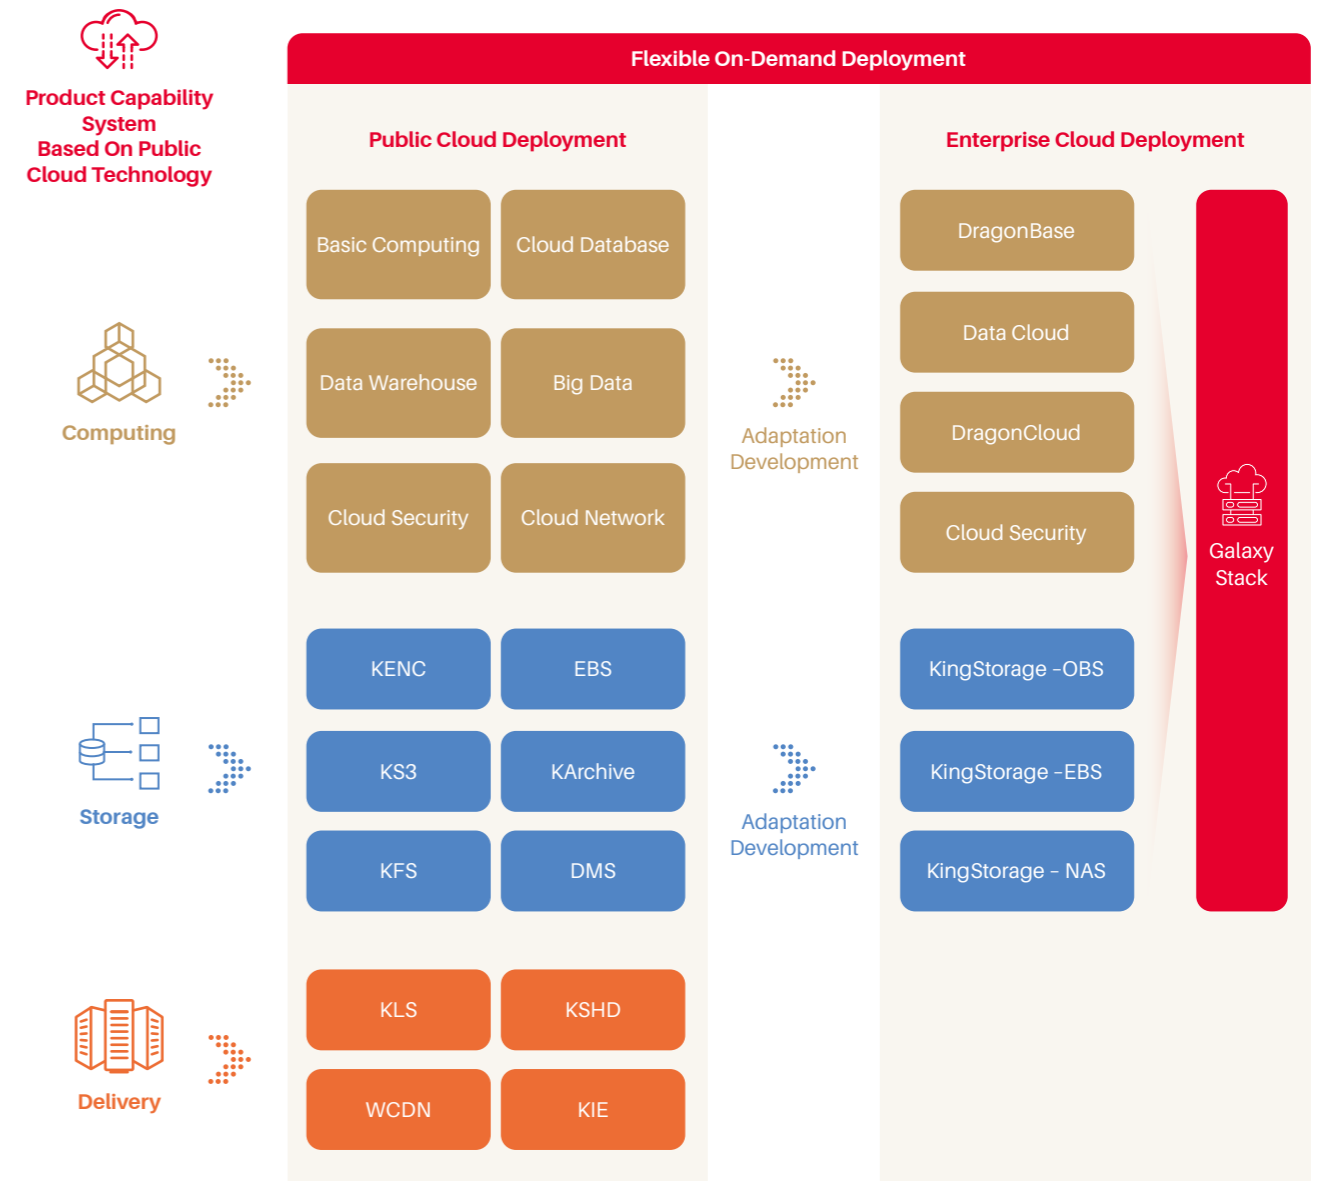 Product Capability
System
Based On Public
Cloud Technology
Flexible On-Demand Deployment
Public Cloud Deployment
Enterprise Cloud Deployment
Computing
Basic Computing
Cloud Database
Data Warehouse
Big Data
Cloud Security
Cloud Network
Adaptation
Development
DragonBase
Data Cloud
DragonCloud
Cloud Security
Galaxy
Stack
Storage
KENC
EBS
KS3
KArchive
KFS
DMS
Adaptation
Development
KingStorage –OBS
KingStorage –EBS
KingStorage – NAS
Delivery
KLS
KSHD
WCDN
KIE